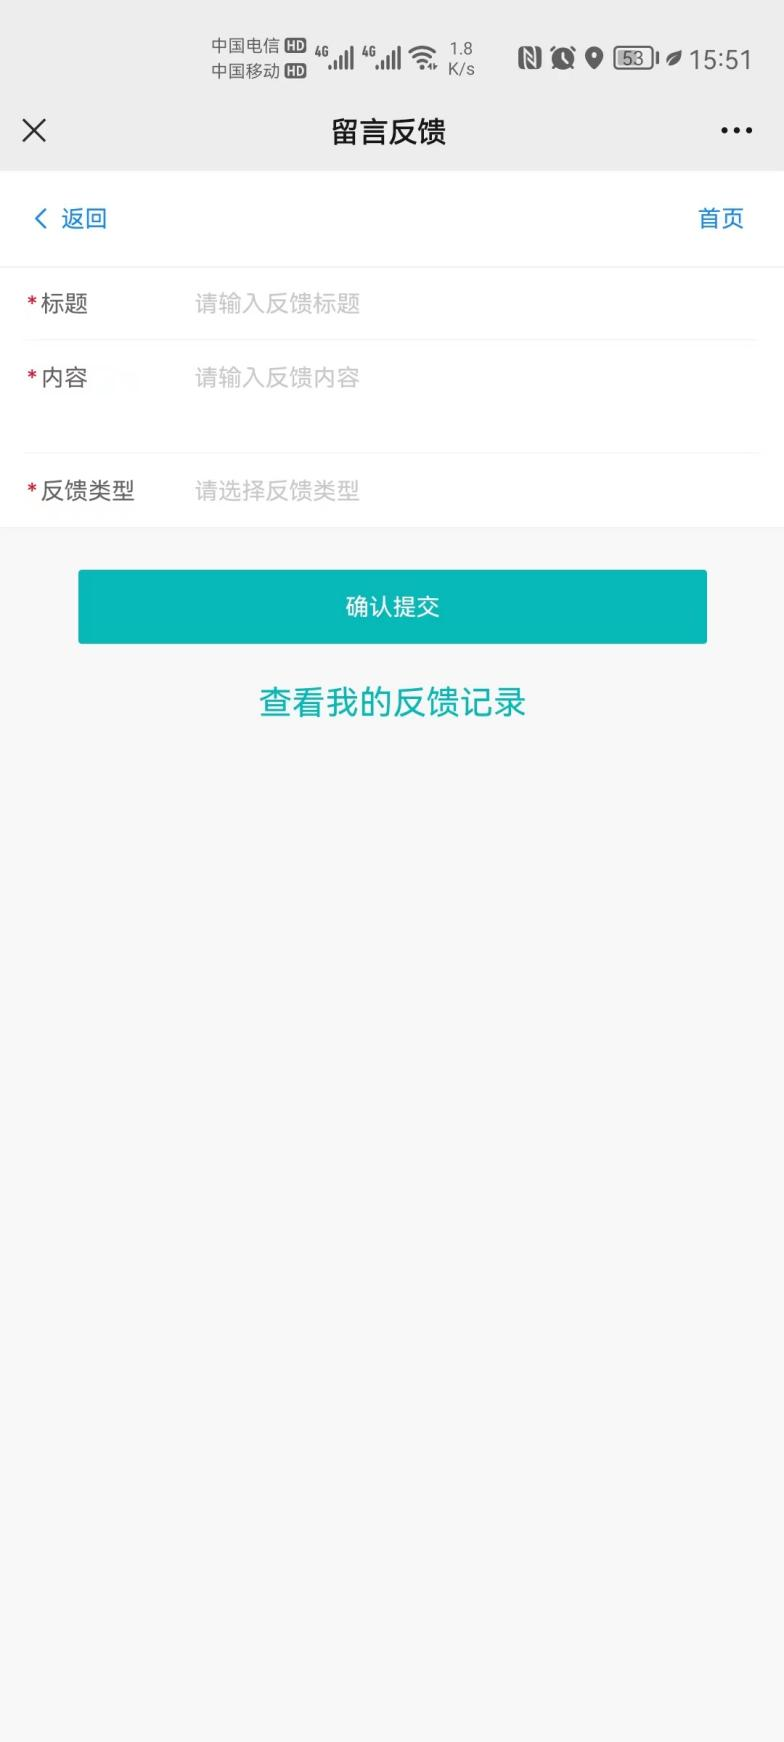 中国电信 HD 4G 4G 1.8 53 15:51
中国移动 HD K/s
留言反馈
返回 首页
*标题 请输入反馈标题
*内容 请输入反馈内容
*反馈类型 请选择反馈类型
确认提交
查看我的反馈记录